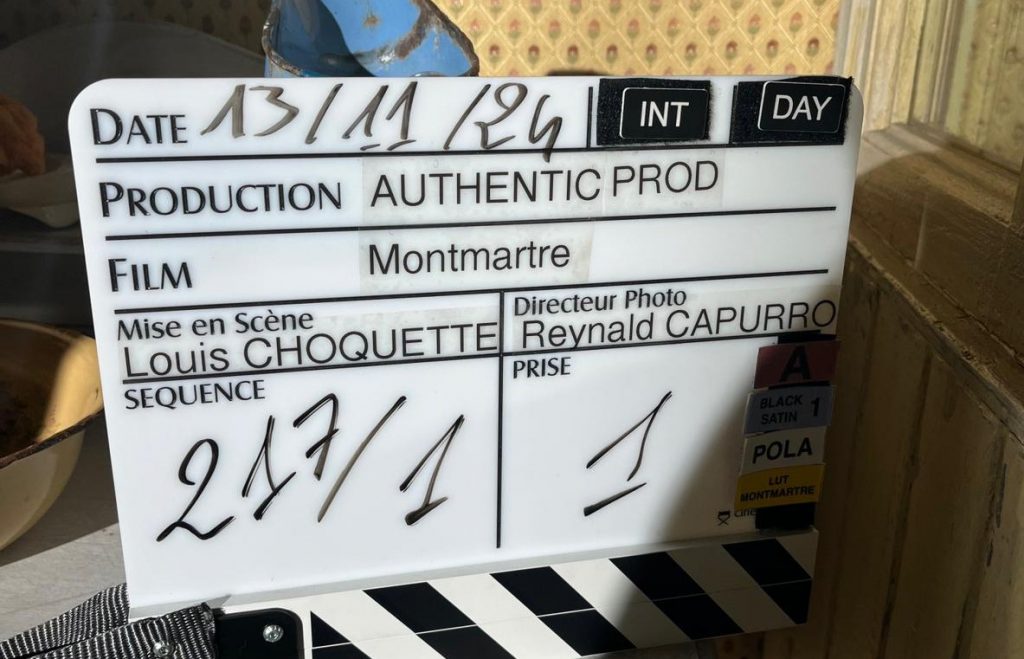 DATE 13/11/24 INT DAY
PRODUCTION AUTHENTIC PROD
FILM Montmartre
Mise en Scène
Louis CHOQUETTE
Directeur Photo
Reynald CAPURRO
SEQUENCE
217/1
PRISE
1
A
BLACK
SATIN 1
POLA
LUT
MONTMARTRE